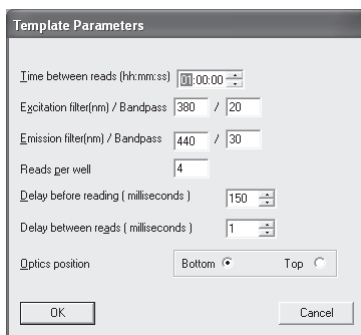 Template Parameters
Time between reads (hh:mm:ss) 01:00:00
Excitation filter(nm) / Bandpass 380 / 20
Emission filter(nm) / Bandpass 440 / 30
Reads per well 4
Delay before reading ( milliseconds ) 150
Delay between reads ( milliseconds ) 1
Optics position Bottom Top
OK Cancel